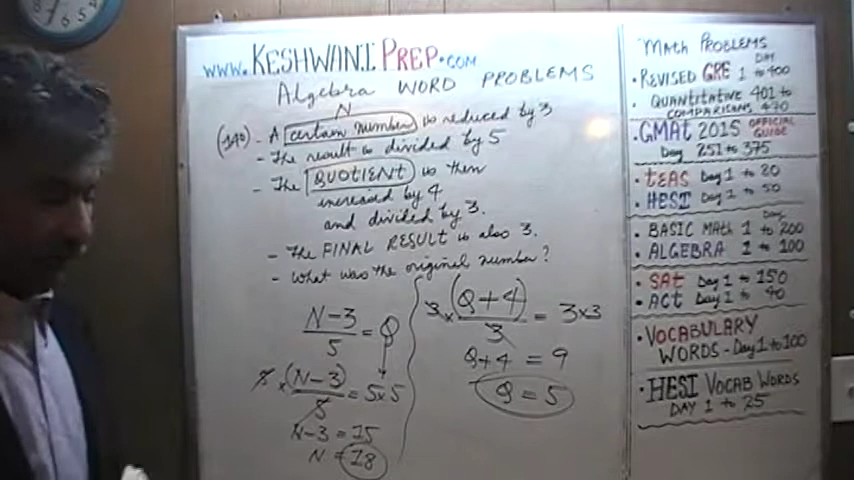 www.KESHWANI PREP.COM
Algebra WORD PROBLEMS
N
(140) - A certain number is reduced by 3
- The result is divided by 5
- The QUOTIENT is then
increased by 4
and divided by 3.
- The FINAL RESULT is also 3.
- What was the original number?
N-3/5 = Q
5×(N-3)/5 = 5×5
N-3 = 15
N = 18
3×(Q+4)/3 = 3×3
Q+4 = 9
Q = 5
MATH PROBLEMS
DAY
• REVISED GRE 1 to 400
• QUANTITATIVE 401 to
COMPARISONS 470
• GMAT 2015 OFFICIAL
GUIDE
Day 251 to 375
• TEAS Day 1 to 20
• HESI Day 1 to 50
Day
• BASIC MATH 1 to 200
• ALGEBRA 1 to 100
• SAt Day 1 to 150
• ACt Day 1 to 40
• VOCABULARY
WORDS - Day 1 to 100
• HESI VOCAB WORDS
DAY 1 to 25